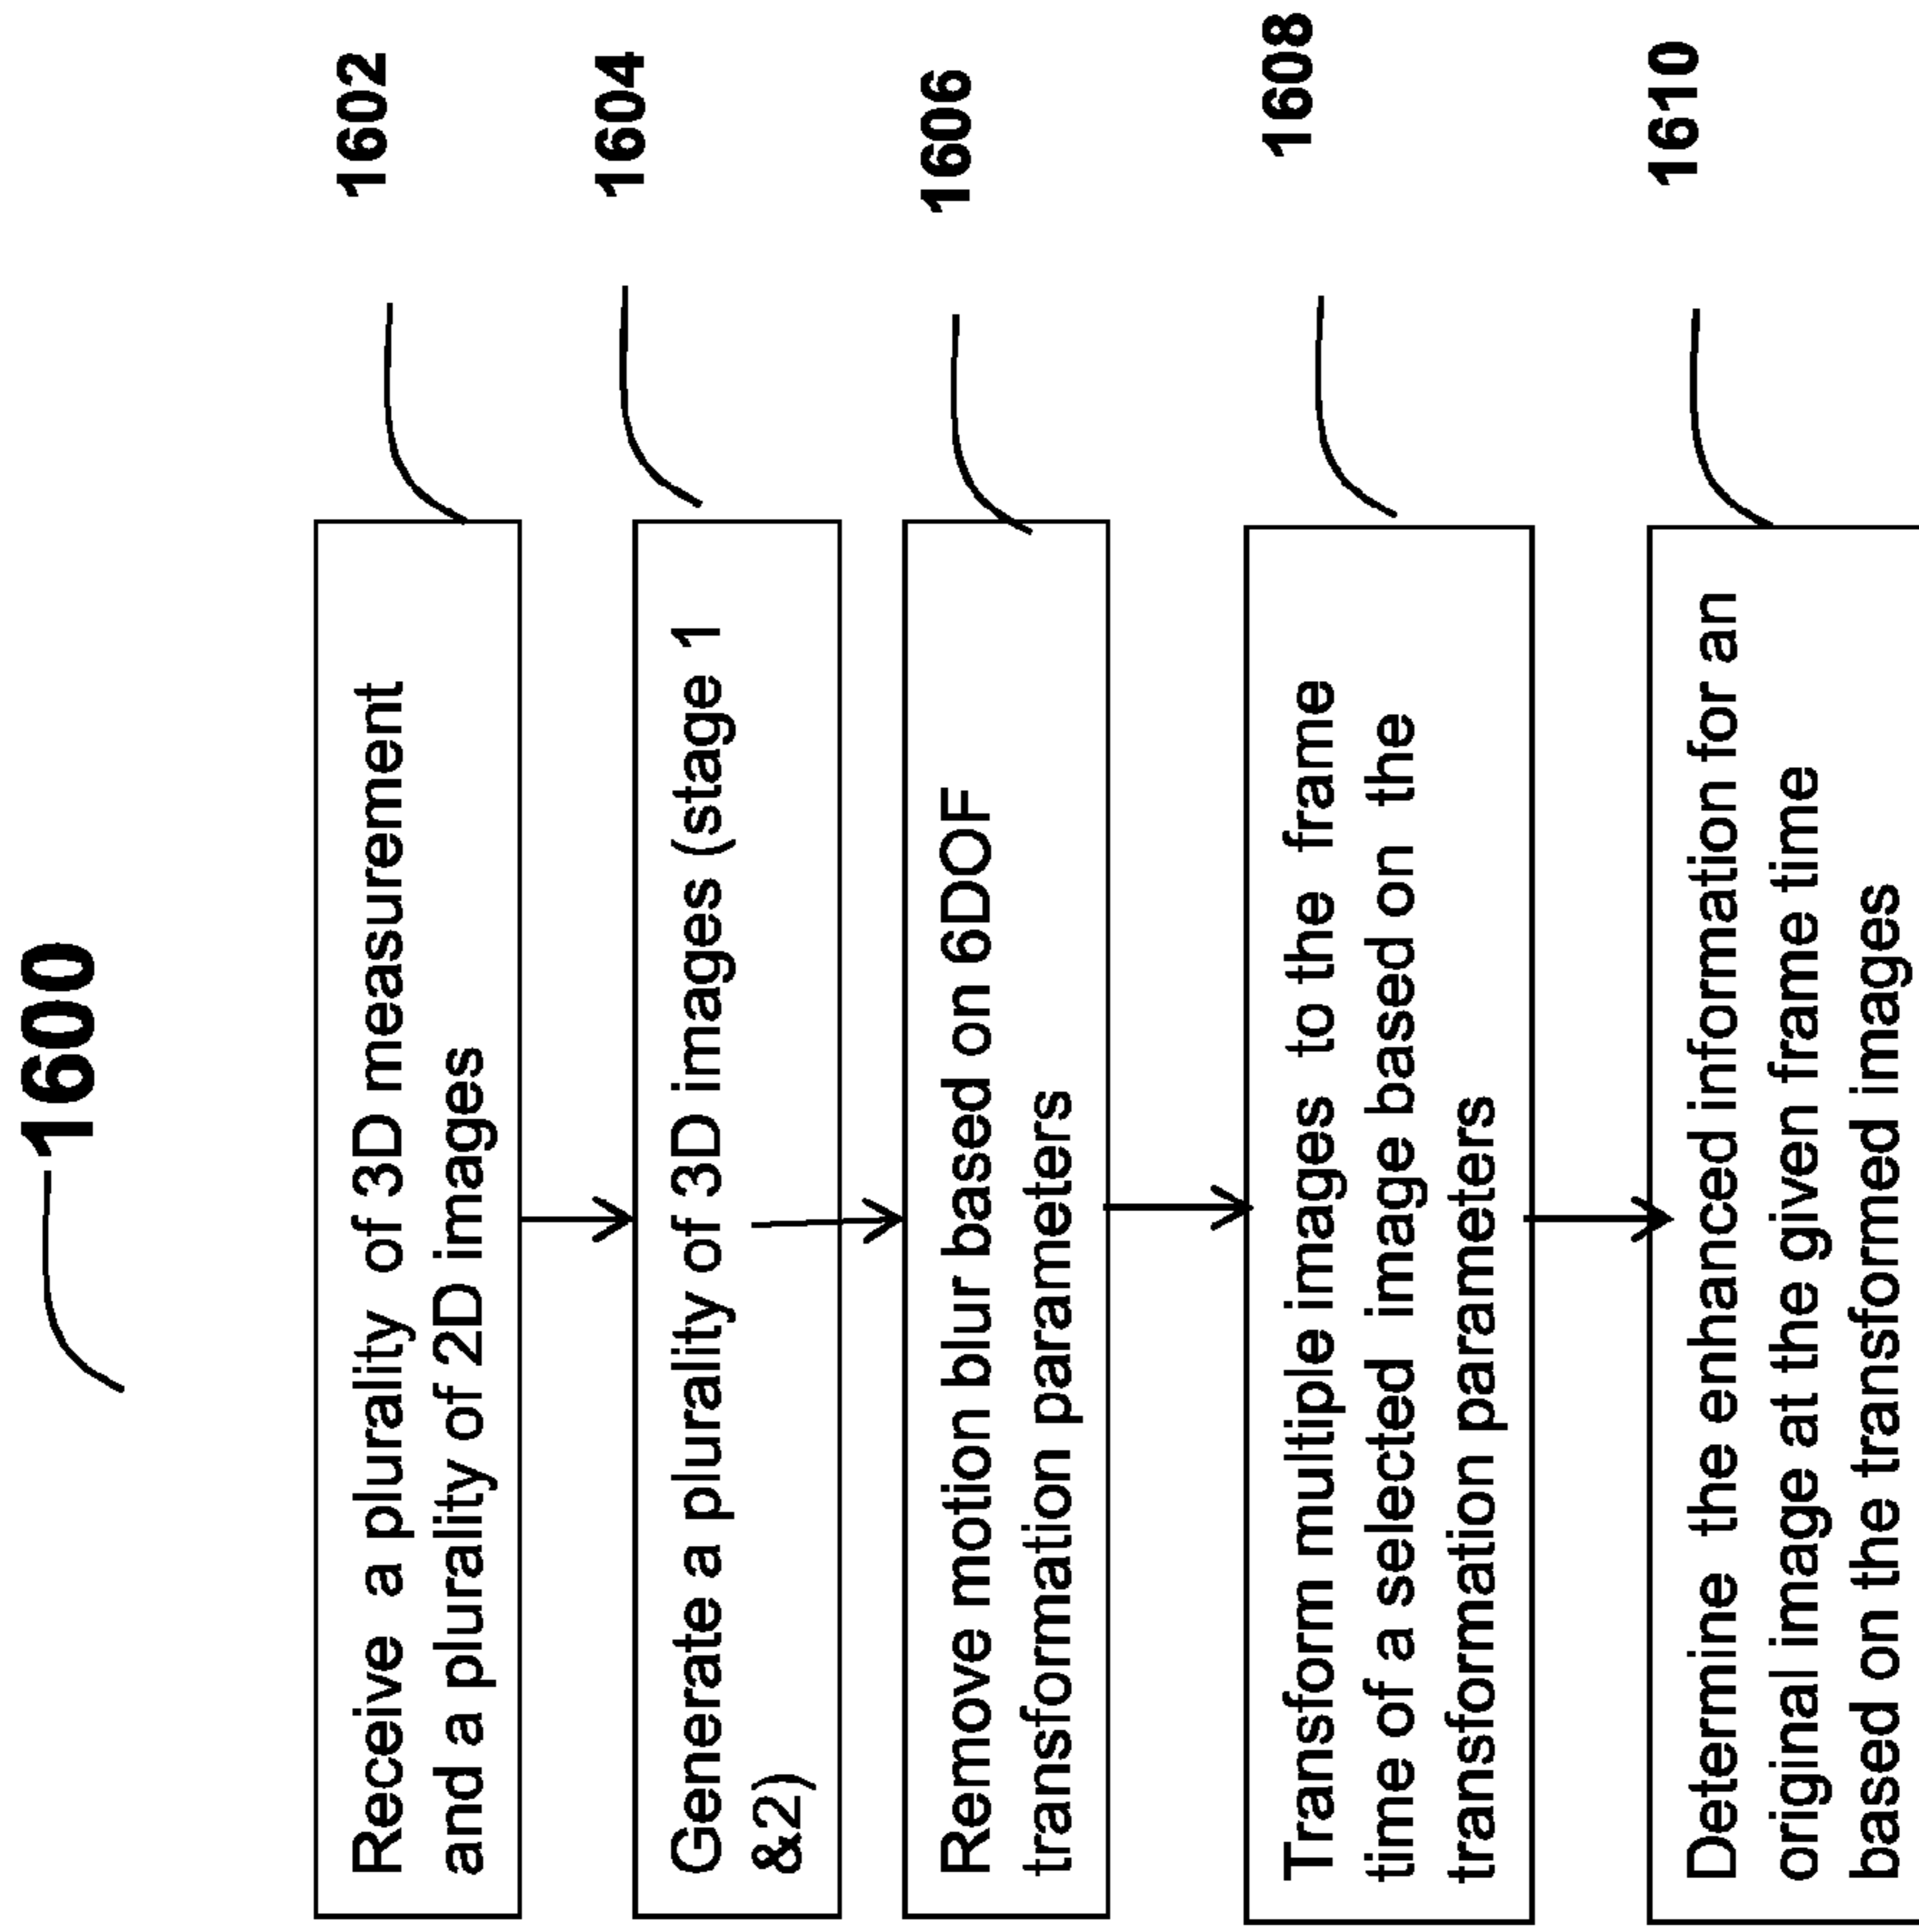 1600
Receive a plurality of 3D measurement
and a plurality of 2D images
1602
Generate a plurality of 3D images (stage 1
&2)
1604
Remove motion blur based on 6DOF
transformation parameters
1606
Transform multiple images to the frame
time of a selected image based on the
transformation parameters
1608
Determine the enhanced information for an
original image at the given frame time
based on the transformed images
1610